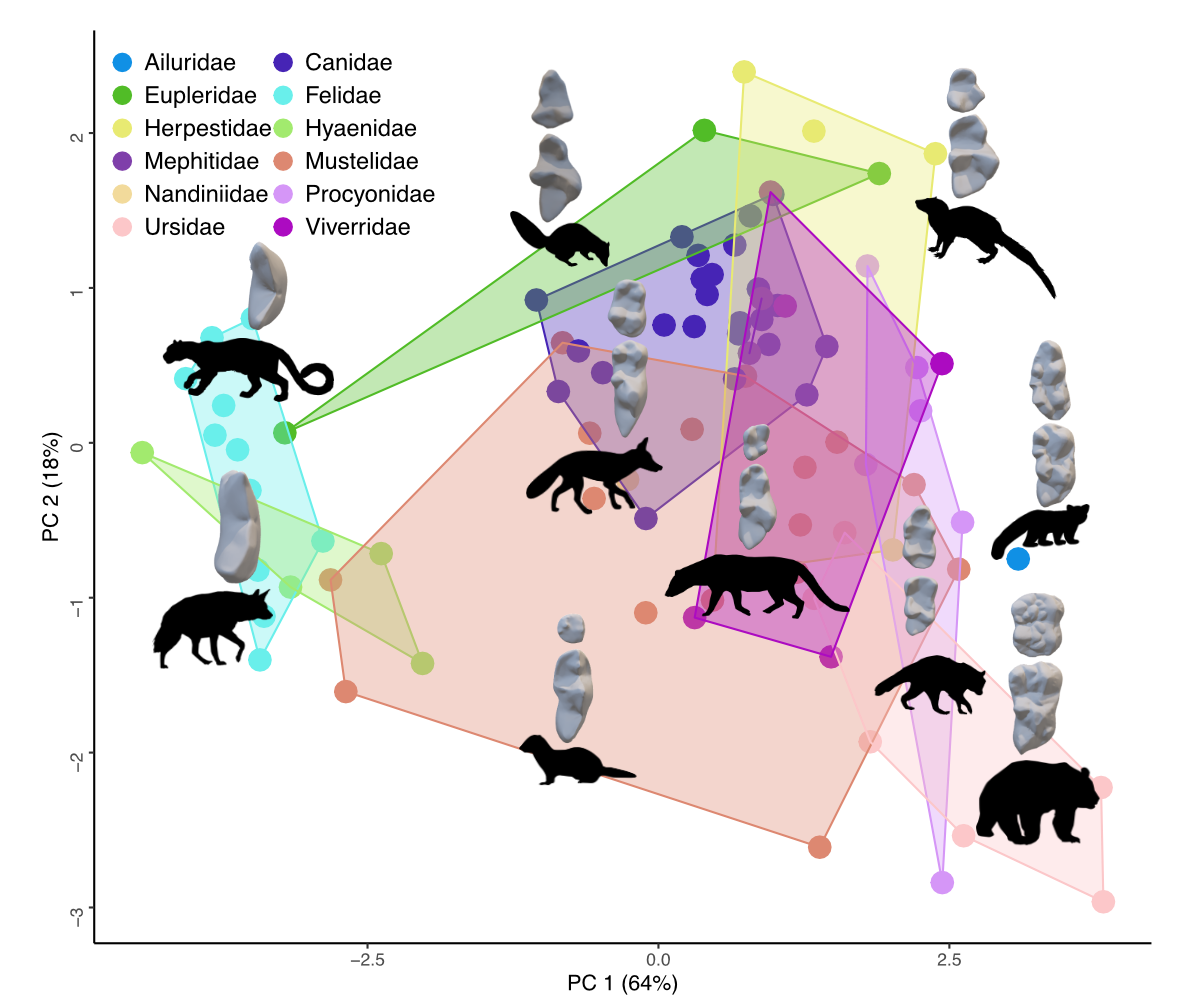 Ailuridae
Canidae
Eupleridae
Felidae
Herpestidae
Hyaenidae
Mephitidae
Mustelidae
Nandiniidae
Procyonidae
Ursidae
Viverridae
2
1
0
−1
−2
−3
PC 2 (18%)
−2.5
0.0
2.5
PC 1 (64%)